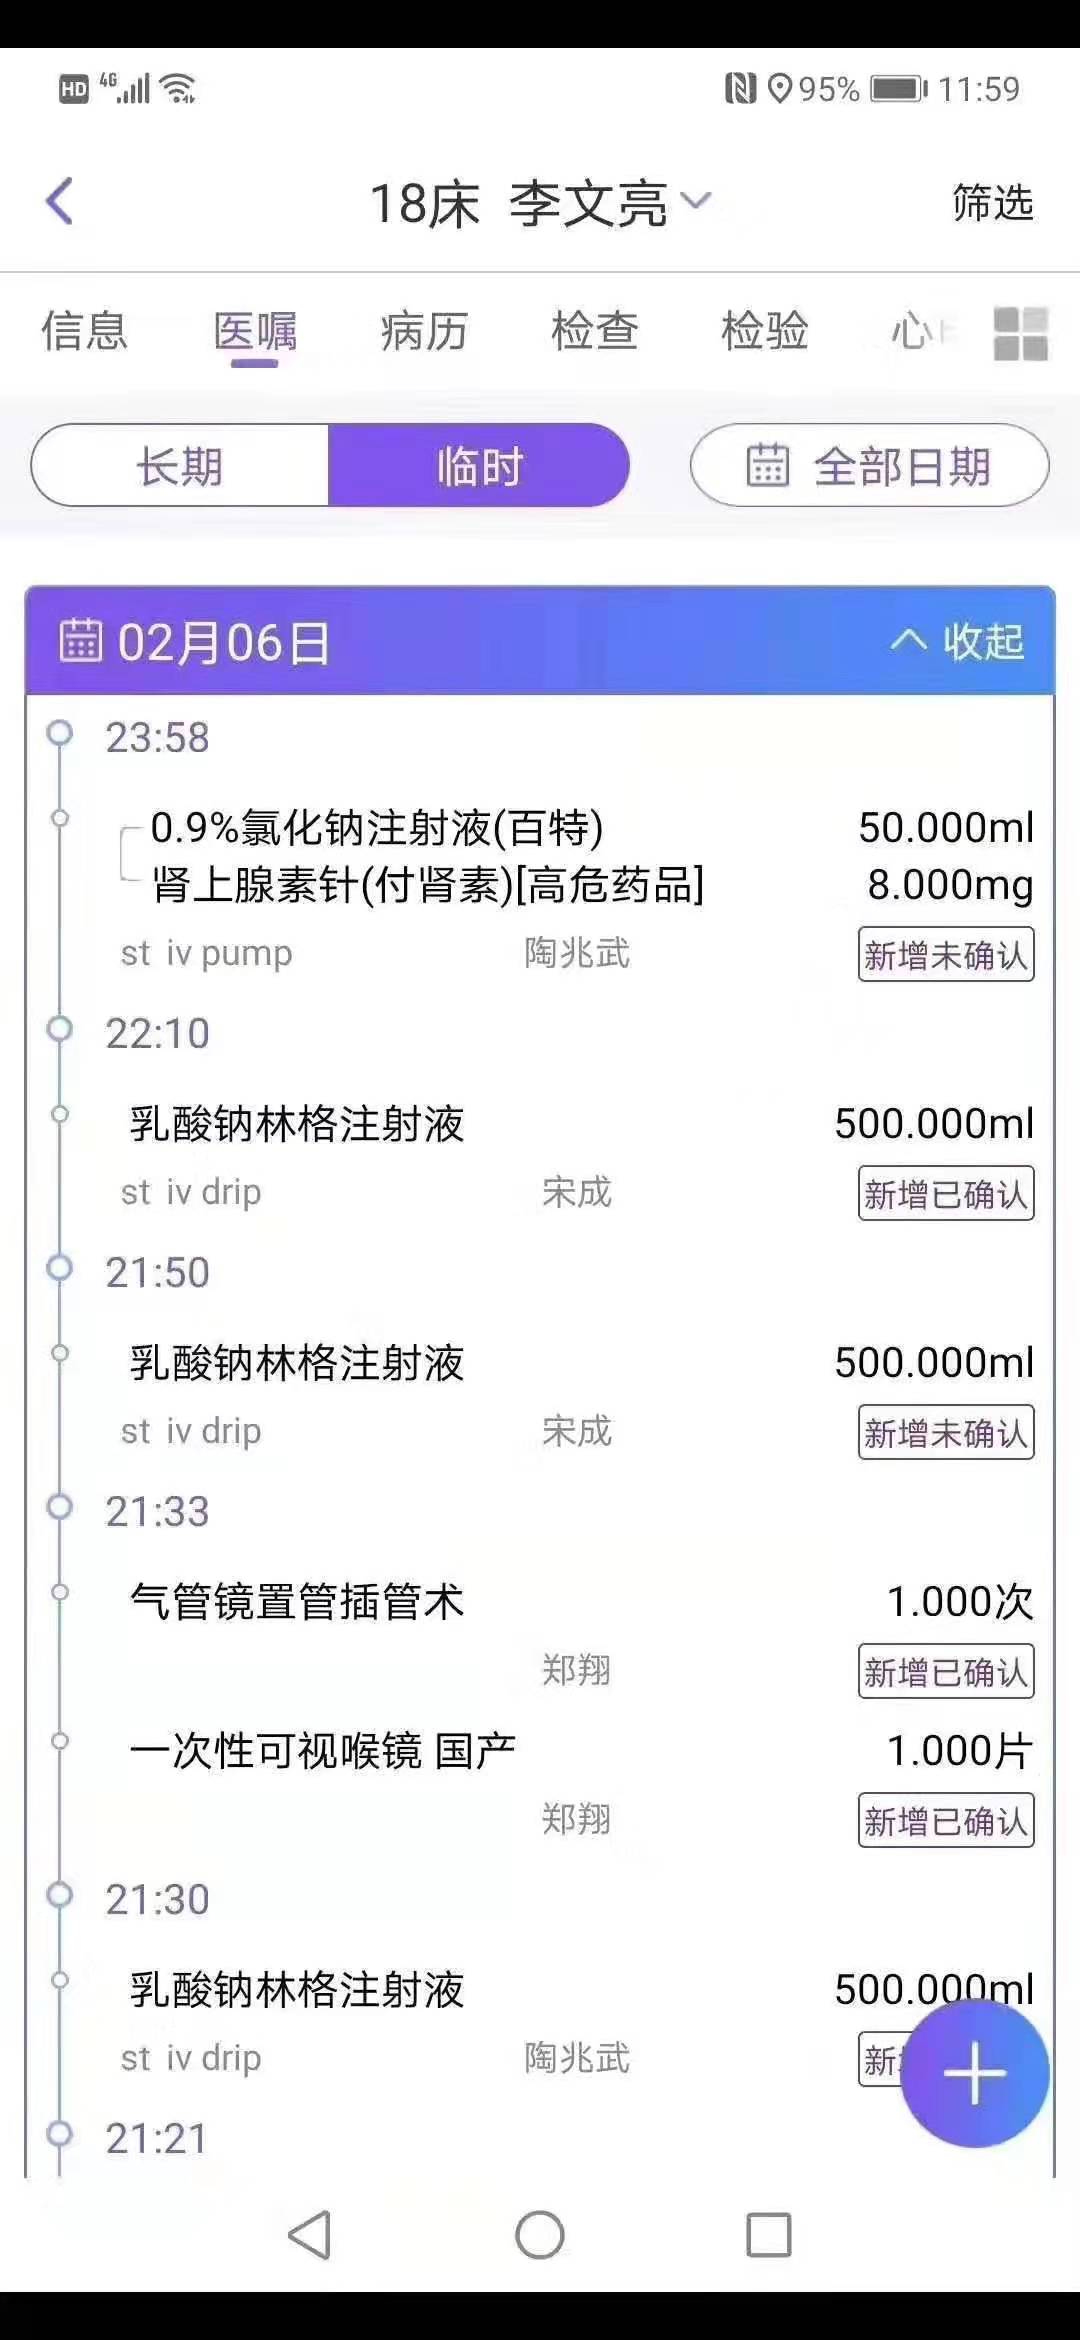 HD 4G 95% 11:59
18床 李文亮 筛选
信息 医嘱 病历 检查 检验 心
长期 临时 全部日期
02月06日 收起
23:58
0.9%氯化钠注射液(百特) 50.000ml
肾上腺素针(付肾素)[高危药品] 8.000mg
st iv pump 陶兆武 新增未确认
22:10
乳酸钠林格注射液 500.000ml
st iv drip 宋成 新增已确认
21:50
乳酸钠林格注射液 500.000ml
st iv drip 宋成 新增未确认
21:33
气管镜置管插管术 1.000次
郑翔 新增已确认
一次性可视喉镜 国产 1.000片
郑翔 新增已确认
21:30
乳酸钠林格注射液 500.000ml
st iv drip 陶兆武 新
21:21